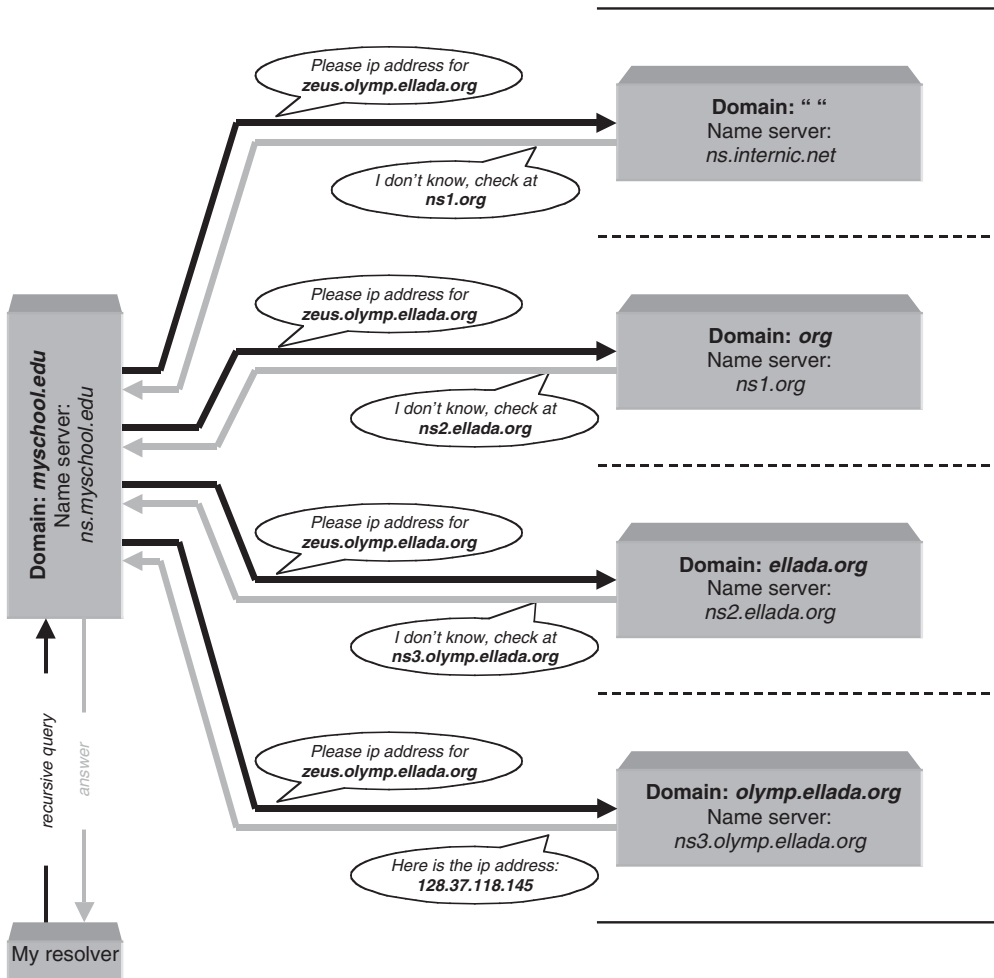 Please ip address for
zeus.olymp.ellada.org
Domain: “ “
Name server:
ns.internic.net
I don’t know, check at
ns1.org
Please ip address for
zeus.olymp.ellada.org
Domain: org
Name server:
ns1.org
I don’t know, check at
ns2.ellada.org
Domain: myschool.edu
Name server:
ns.myschool.edu
Please ip address for
zeus.olymp.ellada.org
Domain: ellada.org
Name server:
ns2.ellada.org
I don’t know, check at
ns3.olymp.ellada.org
recursive query
answer
Please ip address for
zeus.olymp.ellada.org
Domain: olymp.ellada.org
Name server:
ns3.olymp.ellada.org
Here is the ip address:
128.37.118.145
My resolver